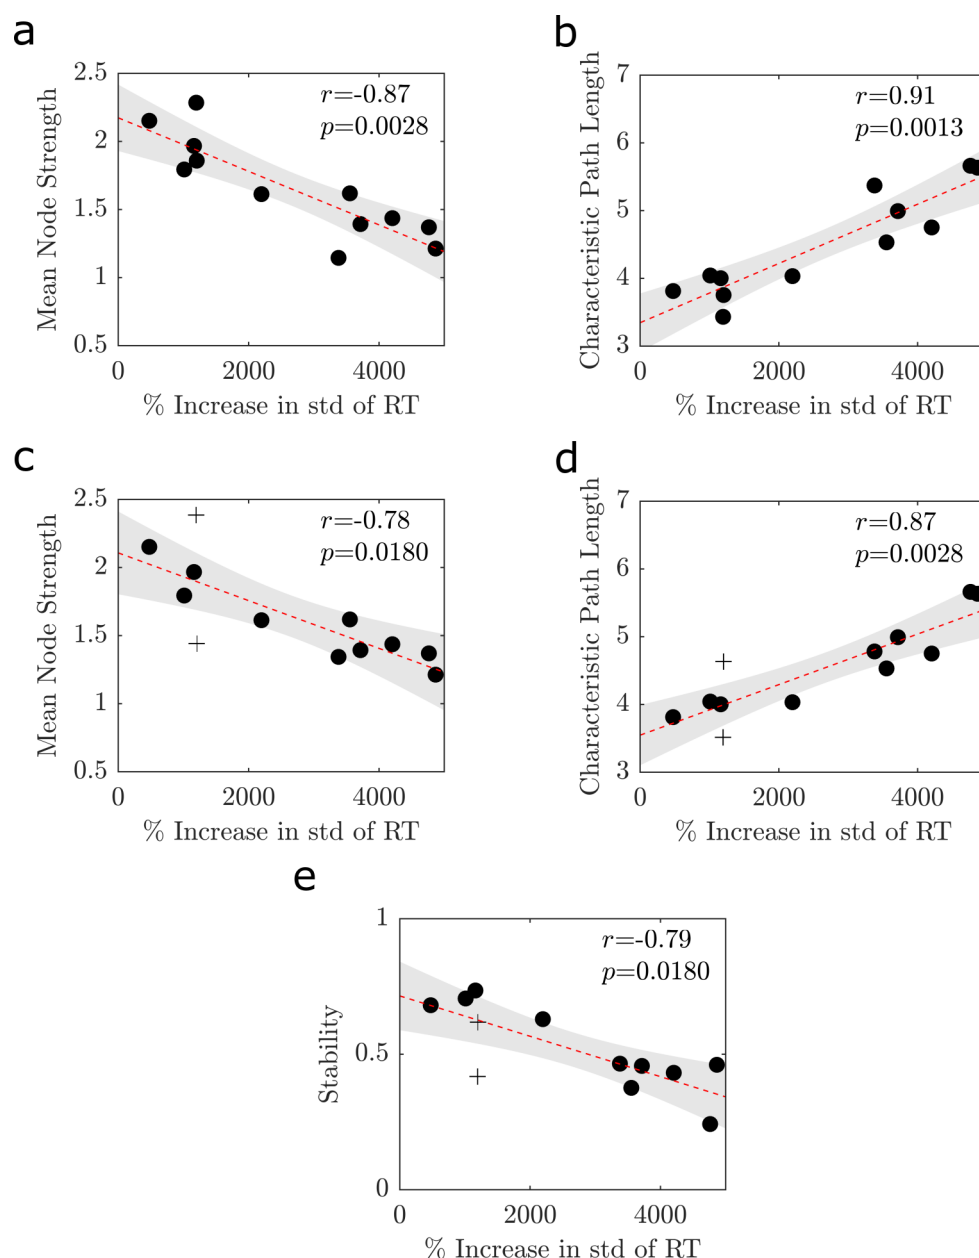 a
2.5
2
1.5
1
0.5
Mean Node Strength
r=-0.87
p=0.0028
0 2000 4000
% Increase in std of RT
b
7
6
5
4
3
Characteristic Path Length
r=0.91
p=0.0013
0 2000 4000
% Increase in std of RT
c
2.5
2
1.5
1
0.5
Mean Node Strength
r=-0.78
p=0.0180
0 2000 4000
% Increase in std of RT
d
7
6
5
4
3
Characteristic Path Length
r=0.87
p=0.0028
0 2000 4000
% Increase in std of RT
e
1
0.5
0
Stability
r=-0.79
p=0.0180
0 2000 4000
% Increase in std of RT